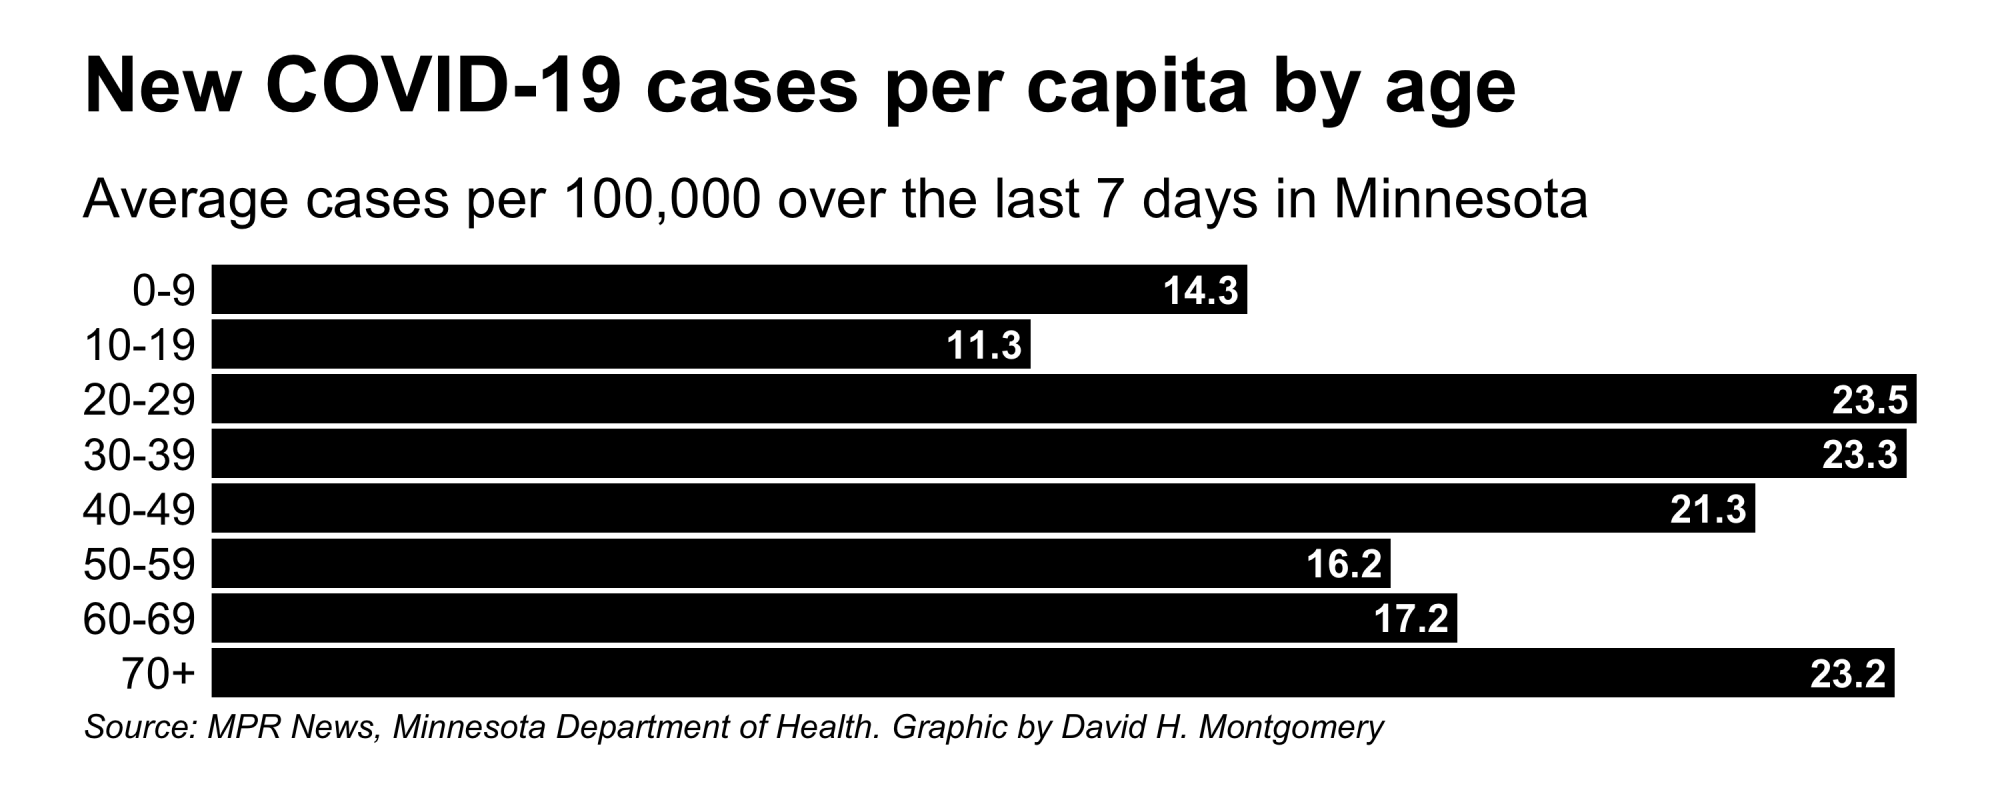 New COVID-19 cases per capita by age
Average cases per 100,000 over the last 7 days in Minnesota
0-9 14.3
10-19 11.3
20-29 23.5
30-39 23.3
40-49 21.3
50-59 16.2
60-69 17.2
70+ 23.2
Source: MPR News, Minnesota Department of Health. Graphic by David H. Montgomery